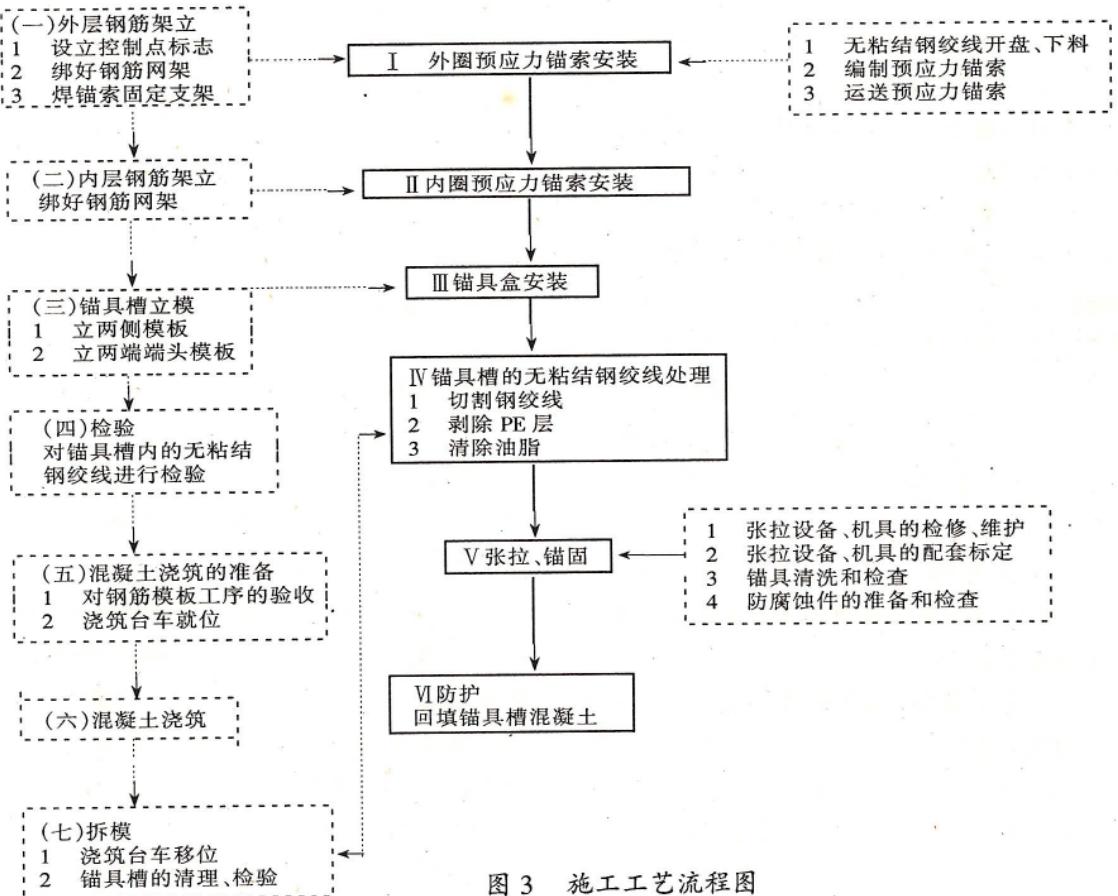 (一)外层钢筋架立
1 设立控制点标志
2 绑好钢筋网架
3 焊锚索固定支架
Ⅰ 外圈预应力锚索安装
1 无粘结钢绞线开盘、下料
2 编制预应力锚索
3 运送预应力锚索
(二)内层钢筋架立
绑好钢筋网架
Ⅱ内圈预应力锚索安装
(三)锚具槽立模
1 立两侧模板
2 立两端端头模板
Ⅲ锚具盒安装
(四)检验
对锚具槽内的无粘结
钢绞线进行检验
Ⅳ锚具槽的无粘结钢绞线处理
1 切割钢绞线
2 剥除 PE 层
3 清除油脂
(五)混凝土浇筑的准备
1 对钢筋模板工序的验收
2 浇筑台车就位
Ⅴ张拉、锚固
1 张拉设备、机具的检修、维护
2 张拉设备、机具的配套标定
3 锚具清洗和检查
4 防腐蚀件的准备和检查
(六)混凝土浇筑
Ⅵ防护
回填锚具槽混凝土
(七)拆模
1 浇筑台车移位
2 锚具槽的清理、检验
图 3 施工工艺流程图